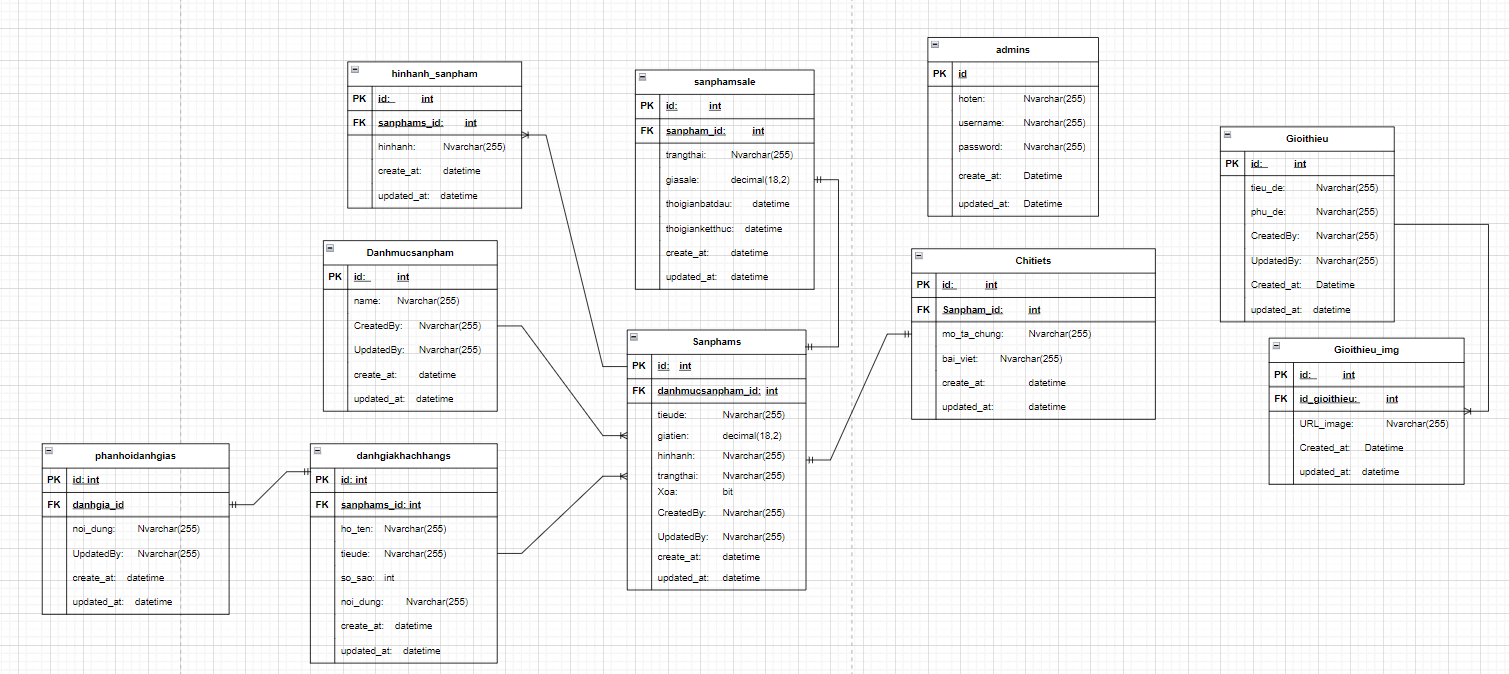 hinhanh_sanpham
PK id: int
FK sanphams_id: int
hinhanh: Nvarchar(255)
create_at: datetime
updated_at: datetime
sanphamsale
PK id: int
FK sanpham_id: int
trangthai: Nvarchar(255)
giasale: decimal(18,2)
thoigianbatdau: datetime
thoigianketthuc: datetime
create_at: datetime
updated_at: datetime
admins
PK id
hoten: Nvarchar(255)
username: Nvarchar(255)
password: Nvarchar(255)
create_at: Datetime
updated_at: Datetime
Gioithieu
PK id: int
tieu_de: Nvarchar(255)
phu_de: Nvarchar(255)
CreatedBy: Nvarchar(255)
UpdatedBy: Nvarchar(255)
Created_at: Datetime
updated_at: datetime
Danhmucsanpham
PK id: int
name: Nvarchar(255)
CreatedBy: Nvarchar(255)
UpdatedBy: Nvarchar(255)
create_at: datetime
updated_at: datetime
Sanphams
PK id: int
FK danhmucsanpham_id: int
tieude: Nvarchar(255)
giatien: decimal(18,2)
hinhanh: Nvarchar(255)
trangthai: Nvarchar(255)
Xoa: bit
CreatedBy: Nvarchar(255)
UpdatedBy: Nvarchar(255)
create_at: datetime
updated_at: datetime
Chitiets
PK id: int
FK Sanpham_id: int
mo_ta_chung: Nvarchar(255)
bai_viet: Nvarchar(255)
create_at: datetime
updated_at: datetime
Gioithieu_img
PK id: int
FK id_gioithieu: int
URL_image: Nvarchar(255)
Created_at: Datetime
updated_at: datetime
phanhoidanhgias
PK id: int
FK danhgia_id
noi_dung: Nvarchar(255)
UpdatedBy: Nvarchar(255)
create_at: datetime
updated_at: datetime
danhgiakhachhangs
PK id: int
FK sanphams_id: int
ho_ten: Nvarchar(255)
tieude: Nvarchar(255)
so_sao: int
noi_dung: Nvarchar(255)
create_at: datetime
updated_at: datetime